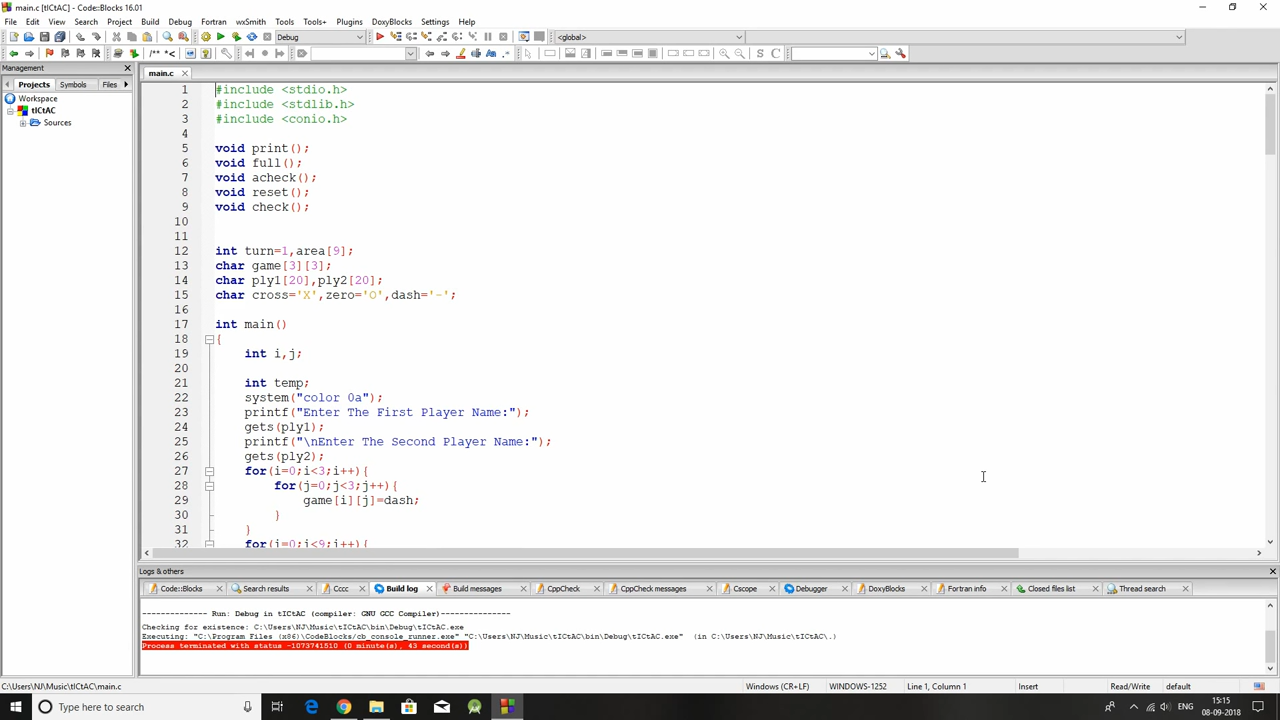 main.c [tICtAC] - Code::Blocks 16.01
File Edit View Search Project Build Debug Fortran wxSmith Tools Tools+ Plugins DoxyBlocks Settings Help
Debug <global>
/** *< Aa .* S C
Management
Projects Symbols Files
Workspace
tICtAC
Sources
main.c
1 #include <stdio.h>
2 #include <stdlib.h>
3 #include <conio.h>
4
5 void print();
6 void full();
7 void acheck();
8 void reset();
9 void check();
10
11
12 int turn=1,area[9];
13 char game[3][3];
14 char ply1[20],ply2[20];
15 char cross='X',zero='O',dash='-';
16
17 int main()
18 {
19 int i,j;
20
21 int temp;
22 system("color 0a");
23 printf("Enter The First Player Name:");
24 gets(ply1);
25 printf("\nEnter The Second Player Name:");
26 gets(ply2);
27 for(i=0;i<3;i++){
28 for(j=0;j<3;j++){
29 game[i][j]=dash;
30 }
31 }
32 for(i=0;i<9;i++){
Logs & others
Code::Blocks Search results Cccc Build log Build messages CppCheck CppCheck messages Cscope Debugger DoxyBlocks Fortran info Closed files list Thread search
-------------- Run: Debug in tICtAC (compiler: GNU GCC Compiler)---------------
Checking for existence: C:\Users\NJ\Music\tICtAC\bin\Debug\tICtAC.exe
Executing: "C:\Program Files (x86)\CodeBlocks/cb_console_runner.exe" "C:\Users\NJ\Music\tICtAC\bin\Debug\tICtAC.exe" (in C:\Users\NJ\Music\tICtAC\.)
Process terminated with status -1073741510 (0 minute(s), 43 second(s))
C:\Users\NJ\Music\tICtAC\main.c Windows (CR+LF) WINDOWS-1252 Line 1, Column 1 Insert Read/Write default
Type here to search
ENG
15:15
08-09-2018